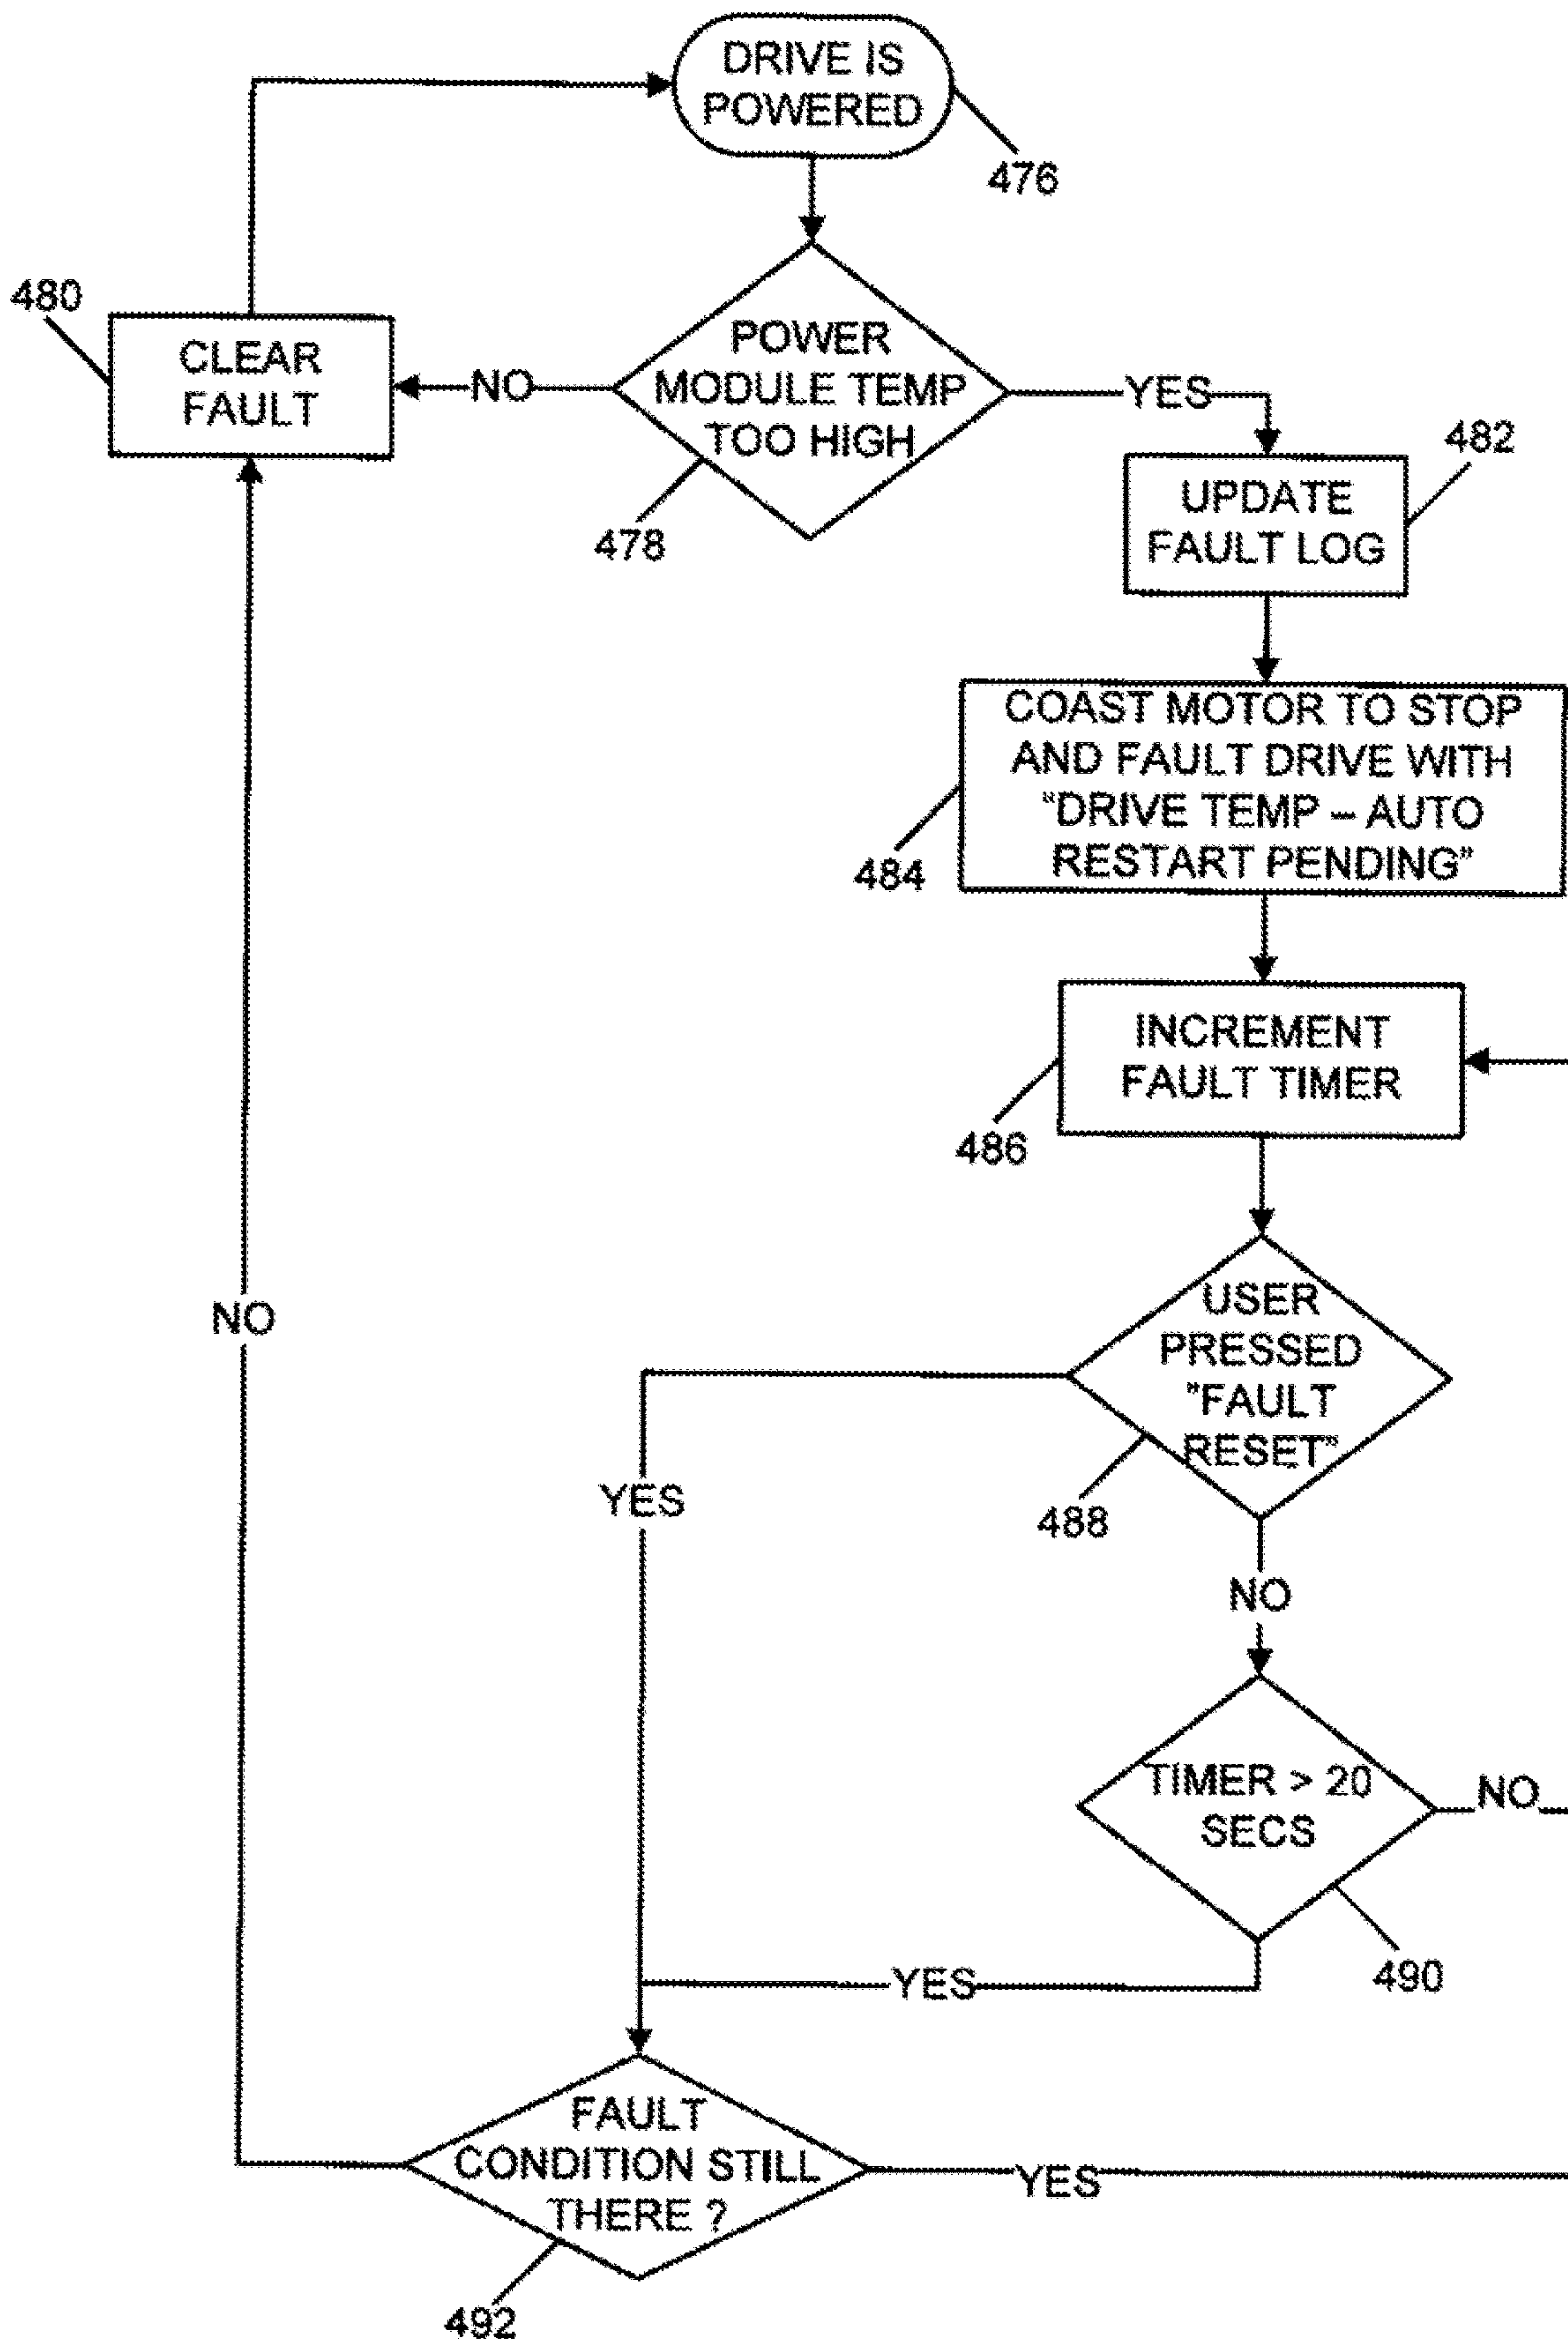 DRIVE IS
POWERED
476
480
CLEAR
FAULT
NO
POWER
MODULE TEMP
TOO HIGH
YES
478
482
UPDATE
FAULT LOG
COAST MOTOR TO STOP
AND FAULT DRIVE WITH
"DRIVE TEMP – AUTO
RESTART PENDING"
484
INCREMENT
FAULT TIMER
486
NO
USER
PRESSED
"FAULT
RESET"
YES
488
NO
TIMER > 20
SECS
NO
490
YES
FAULT
CONDITION STILL
THERE ?
YES
492